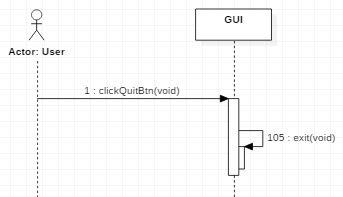 GUI
Actor: User
1 : clickQuitBtn(void)
105 : exit(void)